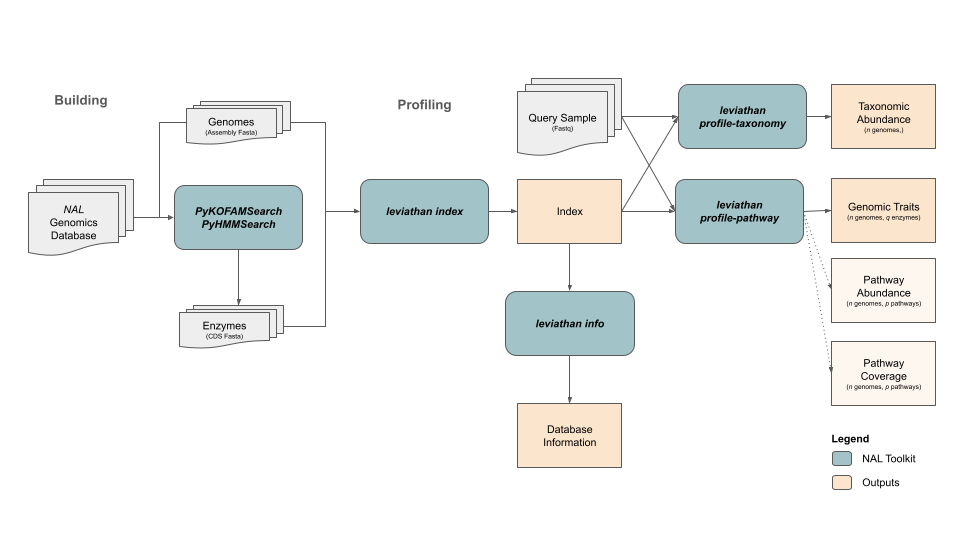 Building
Profiling
Genomes
(Assembly Fasta)
NAL
Genomics
Database
PyKOFAMSearch
PyHMMSearch
Enzymes
(CDS Fasta)
leviathan index
Query Sample
(Fastq)
Index
leviathan info
Database
Information
leviathan
profile-taxonomy
leviathan
profile-pathway
Taxonomic
Abundance
(n genomes,)
Genomic Traits
(n genomes, q enzymes)
Pathway
Abundance
(n genomes, p pathways)
Pathway
Coverage
(n genomes, p pathways)
Legend
NAL Toolkit
Outputs